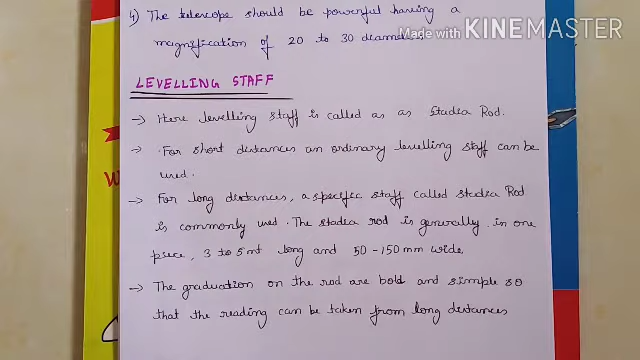 4) The telescope should be powerful having a
magnification of 20 to 30 diameter
Made with KINEMASTER
LEVELLING STAFF
→ Here levelling staff is called as as Stadia Rod.
→ For short distances an ordinary levelling staff can be
used.
→ For long distances, a specific staff called Stadia Rod
is commonly used. The stadia rod is generally in one
piece, 3 to 5 mt long and 50 - 150 mm wide.
→ The graduation on the rod are bold and simple so
that the reading can be taken from long distances